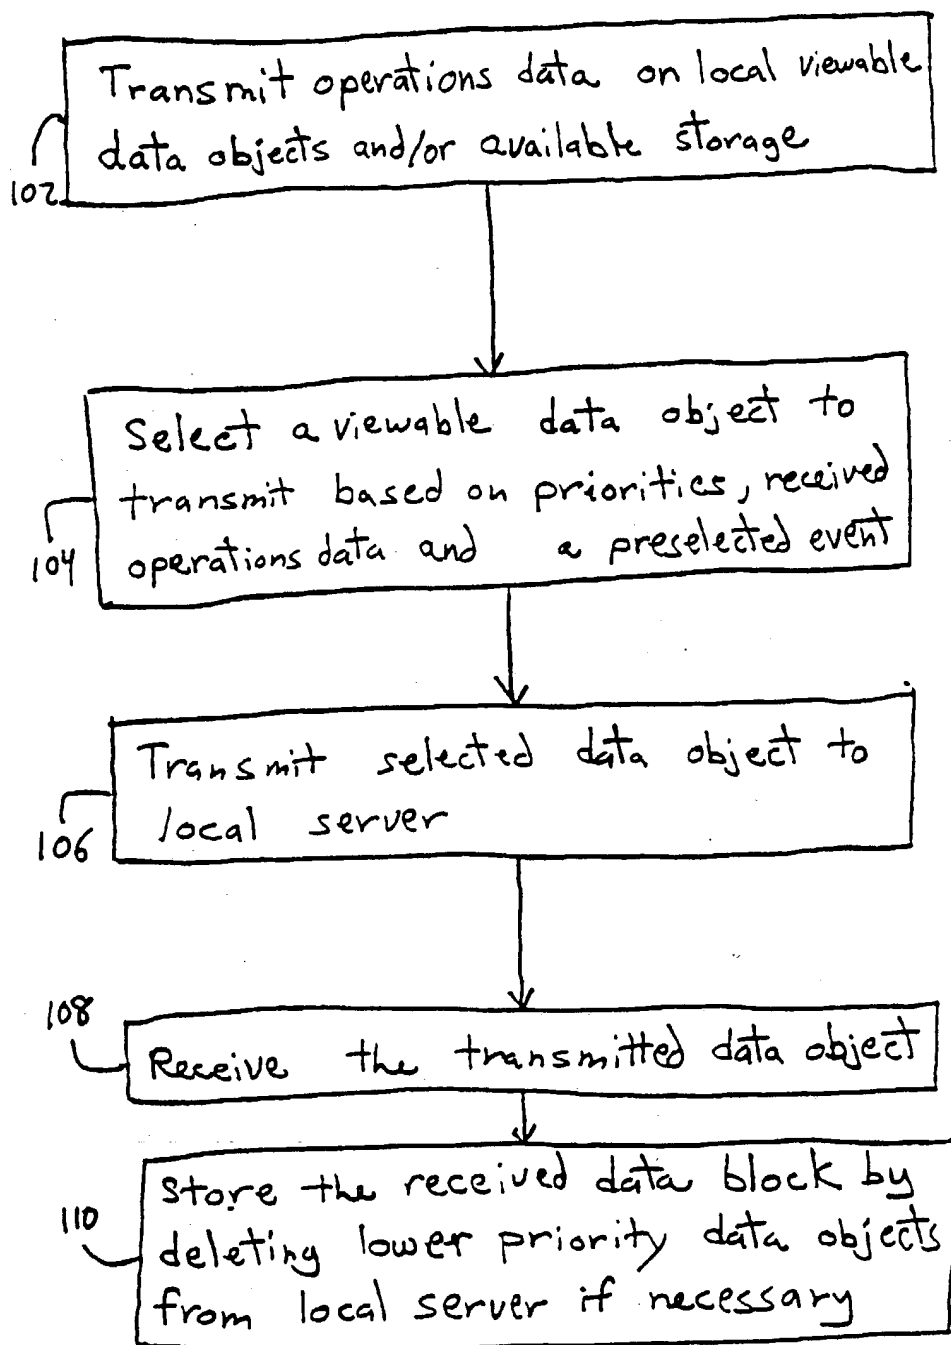 Transmit operations data on local viewable
data objects and/or available storage
102
Select a viewable data object to
transmit based on priorities, received
operations data and a preselected event
104
Transmit selected data object to
local server
106
108
Receive the transmitted data object
Store the received data block by
110
deleting lower priority data objects
from local server if necessary